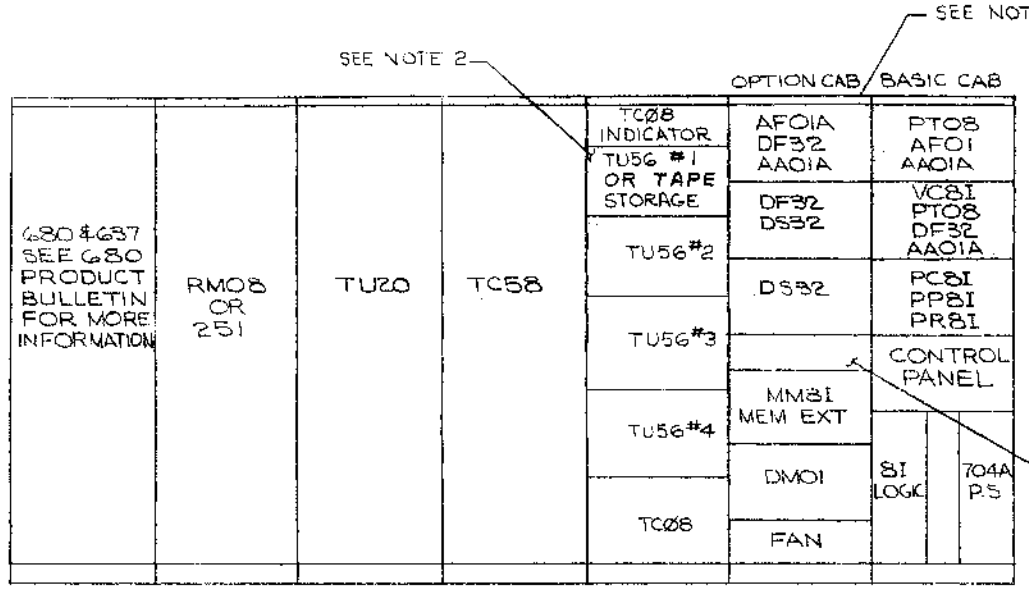 SEE NOT
SEE NOTE 2
OPTION CAB
BASIC CAB
680 & 637
SEE 680
PRODUCT
BULLETIN
FOR MORE
INFORMATION
RM08
OR
251
TU20
TC58
TCØ8
INDICATOR
TU56 #1
OR TAPE
STORAGE
TU56 #2
TU56 #3
TU56 #4
TCØ8
AF01A
DF32
AA01A
DF32
DS32
DS32
MM8I
MEM EXT
DM01
FAN
PT08
AF01
AA01A
VC8I
PT08
DF32
AA01A
PC8I
PP8I
PR8I
CONTROL
PANEL
8I
LOGIC
704A
P.S